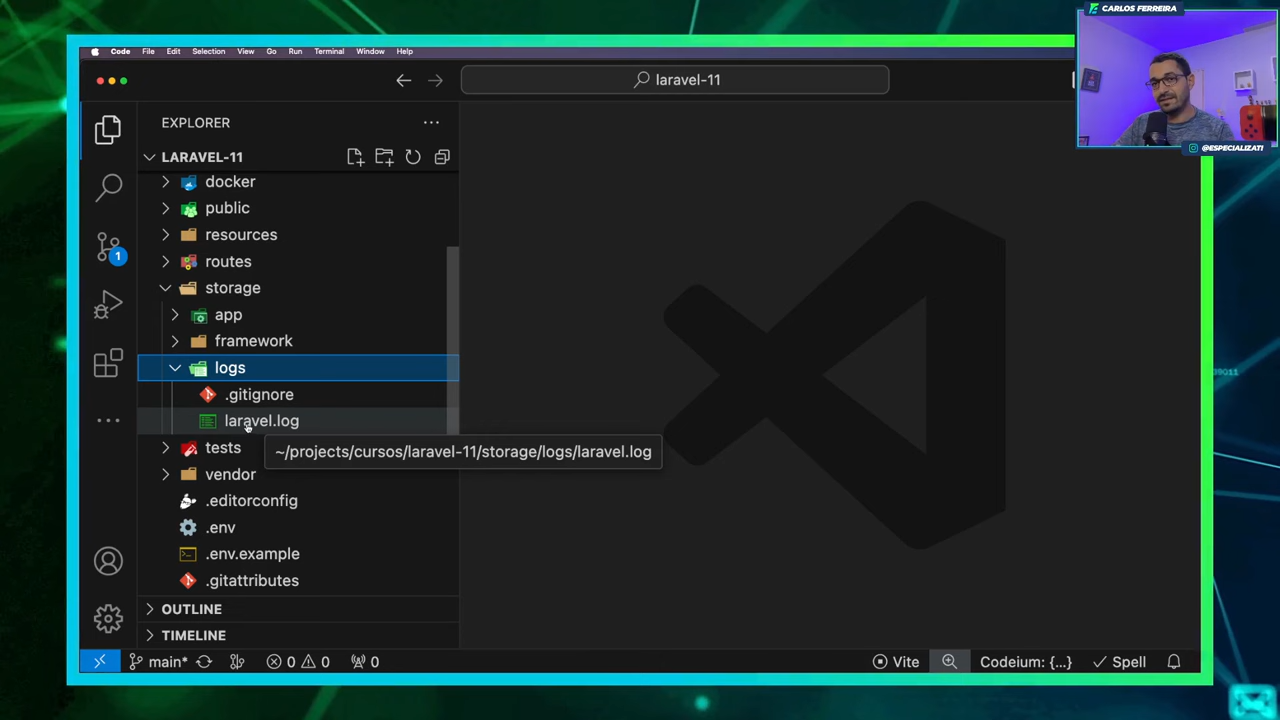 CARLOS FERREIRA
@ESPECIALIZATI
Code File Edit Selection View Go Run Terminal Window Help
laravel-11
EXPLORER
LARAVEL-11
docker
public
resources
routes
storage
app
framework
logs
.gitignore
laravel.log
~/projects/cursos/laravel-11/storage/logs/laravel.log
tests
vendor
.editorconfig
.env
.env.example
.gitattributes
OUTLINE
TIMELINE
1
main* 0 0 0 Vite Codeium: {...} Spell
39011